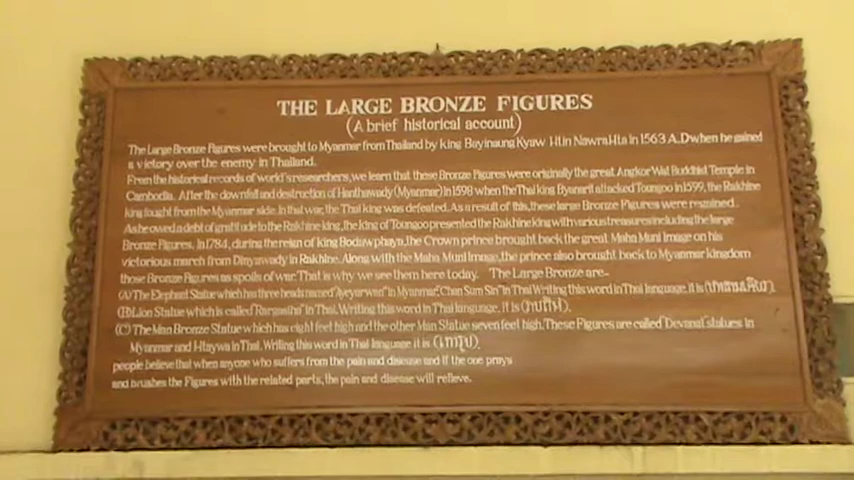 THE LARGE BRONZE FIGURES
(A brief historical account)
The Large Bronze Figures were brought to Myanmar from Thailand by king Bayinaung Kyaw Htin Nawrahta in 1563 A.D when he gained
a victory over the enemy in Thailand.
From the historical records of world's researchers, we learn that these Bronze Figures were originally the great Angkor Wat Buddhist Temple in
Cambodia. After the downfall and destruction of Hanthawady (Myanmar) in 1598 when the Thai king Byanarit attacked Toungoo in 1599, the Rakhine
king fought from the Myanmar side. In that war, the Thai king was defeated. As a result of this, these large Bronze Figures were regained.
As he owed a debt of gratitude to the Rakhine king, the king of Toungoo presented the Rakhine king with various treasures including the large
Bronze Figures. In 1784, during the reign of king Bodawphaya, the Crown prince brought back the great Maha Muni Image on his
victorious march from Dinyawady in Rakhine. Along with the Maha Muni Image, the prince also brought back to Myanmar kingdom
those Bronze Figures as spoils of war. That is why we see them here today. The Large Bronze are:-
(A) The Elephant Statue which has three heads named "Aye yar wan" in Myanmar, "Chan Sum Sin" in Thai. Writing this word in Thai language, it is
(B) Lion Statue which is called in Thai. Writing this word in Thai language, it is
(C) The Man Bronze Statue which has eight feet high and the other Man Statue seven feet high. These Figures are called "Devanat" statues in
Myanmar and Htaywa in Thai. Writing this word in Thai language it is
people believe that when anyone who suffers from the pain and disease and if the one prays
and brushes the Figures with the related parts, the pain and disease will relieve.